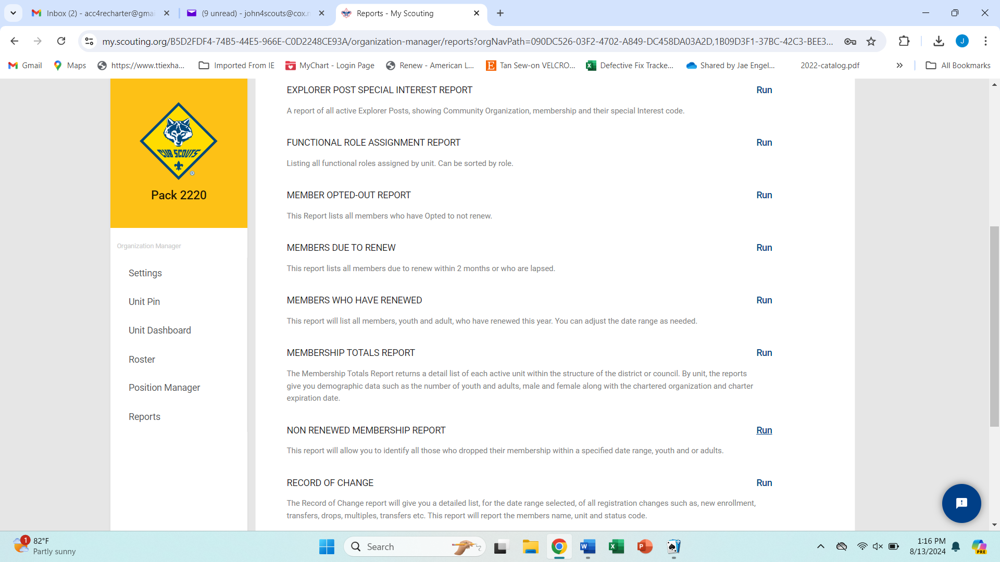 Inbox (2) - acc4recharter@gmai
(9 unread) - john4scouts@cox.n
Reports - My Scouting
my.scouting.org/B5D2FDF4-74B5-44E5-966E-C0D2248CE93A/organization-manager/reports?orgNavPath=090DC526-03F2-4702-A849-DC458DA03A2D,1B09D3F1-37BC-42C3-BEE3...
J
Gmail
Maps
https://www.ttiexha...
Imported From IE
MyChart - Login Page
Renew - American L...
Tan Sew-on VELCRO...
Defective Fix Tracke...
Shared by Jae Engel...
2022-catalog.pdf
All Bookmarks
CUB SCOUTS
®
Pack 2220
Organization Manager
Settings
Unit Pin
Unit Dashboard
Roster
Position Manager
Reports
EXPLORER POST SPECIAL INTEREST REPORT
Run
A report of all active Explorer Posts, showing Community Organization, membership and their special Interest code.
FUNCTIONAL ROLE ASSIGNMENT REPORT
Run
Listing all functional roles assigned by unit. Can be sorted by role.
MEMBER OPTED-OUT REPORT
Run
This Report lists all members who have Opted to not renew.
MEMBERS DUE TO RENEW
Run
This report lists all members due to renew within 2 months or who are lapsed.
MEMBERS WHO HAVE RENEWED
Run
This report will list all members, youth and adult, who have renewed this year. You can adjust the date range as needed.
MEMBERSHIP TOTALS REPORT
Run
The Membership Totals Report returns a detail list of each active unit within the structure of the district or council. By unit, the reports
give you demographic data such as the number of youth and adults, male and female along with the chartered organization and charter
expiration date.
NON RENEWED MEMBERSHIP REPORT
Run
This report will allow you to identify all those who dropped their membership within a specified date range, youth and or adults.
RECORD OF CHANGE
Run
The Record of Change report will give you a detailed list, for the date range selected, of all registration changes such as, new enrollment,
transfers, drops, multiples, transfers etc. This report will report the members name, unit and status code.
1
82°F
Partly sunny
Search
1:16 PM
8/13/2024
PRE